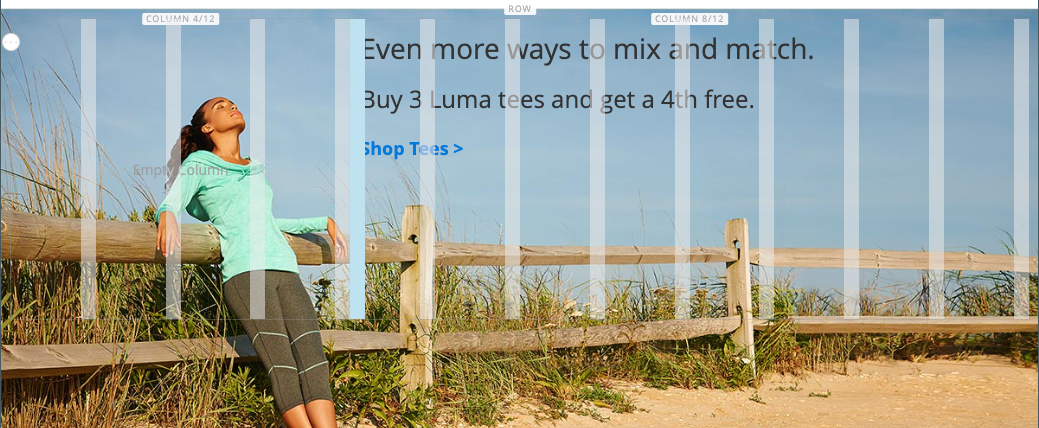 ROW
COLUMN 4/12
COLUMN 8/12
Even more ways to mix and match.
Buy 3 Luma tees and get a 4th free.
Shop Tees >
Empty Column